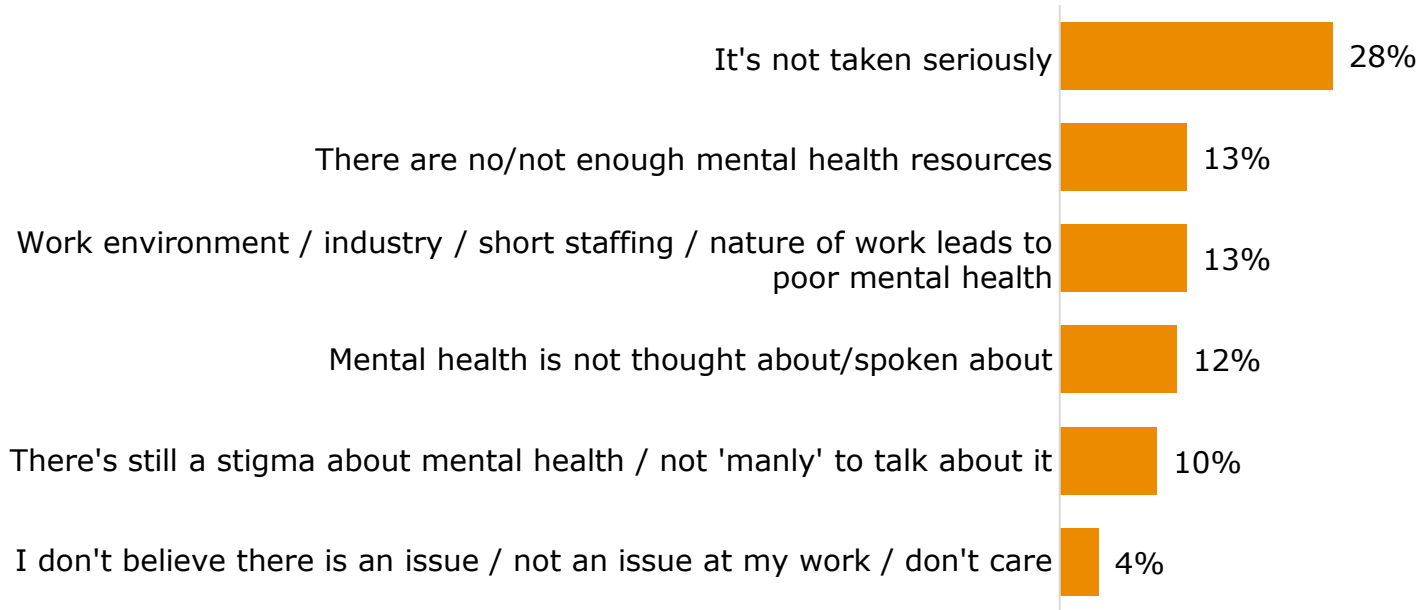 It's not taken seriously 28%
There are no/not enough mental health resources 13%
Work environment / industry / short staffing / nature of work leads to
poor mental health 13%
Mental health is not thought about/spoken about 12%
There's still a stigma about mental health / not 'manly' to talk about it 10%
I don't believe there is an issue / not an issue at my work / don't care 4%